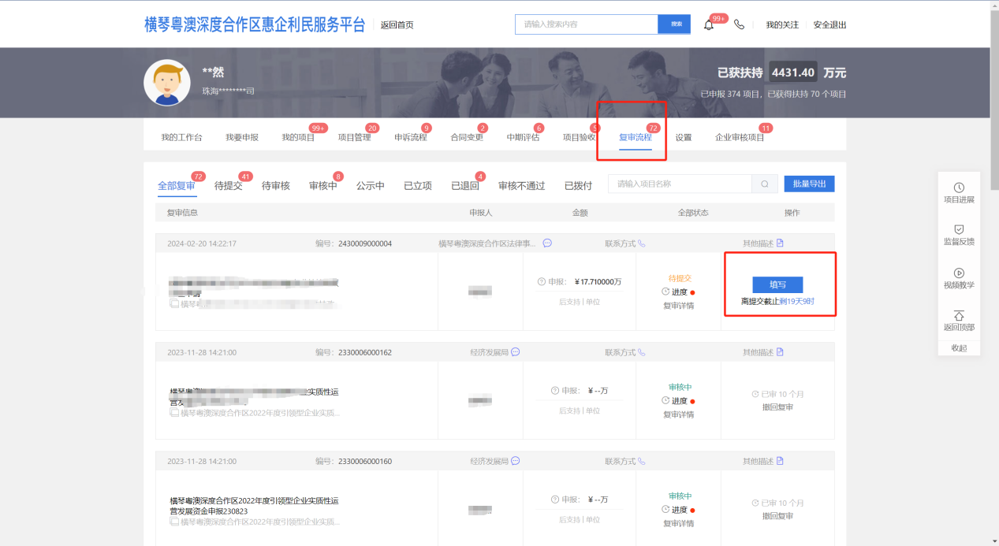 横琴粤澳深度合作区惠企利民服务平台
返回首页
请输入搜索内容
搜索
99+
我的关注
安全退出
**然
珠海********司
已获扶持 4431.40 万元
已申报 374 项目，已获得扶持 70 个项目
我的工作台
我要申报
我的项目 99+
项目管理 20
申诉流程 9
合同变更 2
中期评估 6
项目验收 5
复审流程 72
设置
企业审核项目 11
全部复审 72
待提交 41
待审核
审核中 8
公示中
已立项
已退回 4
审核不通过
已拨付
请输入项目名称
批量导出
复审信息
申报人
金额
全部状态
操作
2024-02-20 14:22:17
编号：2430009000004
横琴粤澳深度合作区法律事...
联系方式
其他描述
横琴
申报：￥17.710000万
后支持 | 单位
待提交
进度
复审详情
填写
离提交截止剩19天9时
2023-11-28 14:21:00
编号：2330006000162
经济发展局
联系方式
其他描述
横琴粤澳
实质性运
营发
横琴粤澳深度合作区2022年度引领型企业实质...
申报：￥--万
后支持 | 单位
审核中
进度
复审详情
已审 10 个月
撤回复审
2023-11-28 14:21:00
编号：2330006000160
经济发展局
联系方式
其他描述
横琴粤澳深度合作区2022年度引领型企业实质性运
营发展资金申报230823
横琴粤澳深度合作区2022年度引领型企业实质...
申报：￥--万
后支持 | 单位
审核中
进度
复审详情
已审 10 个月
撤回复审
项目进展
监督反馈
视频教学
返回顶部
收起